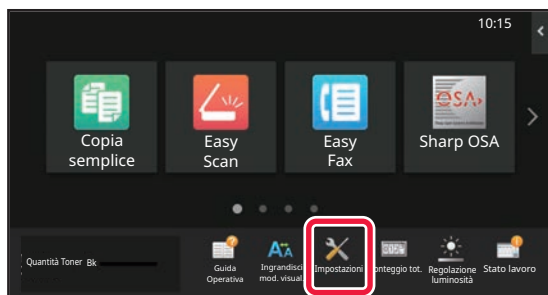 10:15
Copia
semplice
Easy
Scan
Easy
Fax
OSA
Sharp OSA
Quantità Toner Bk
Guida
Operativa
Ingrandisci
mod. visual.
Impostazioni
onteggio tot.
Regolazione
luminosità
Stato lavoro